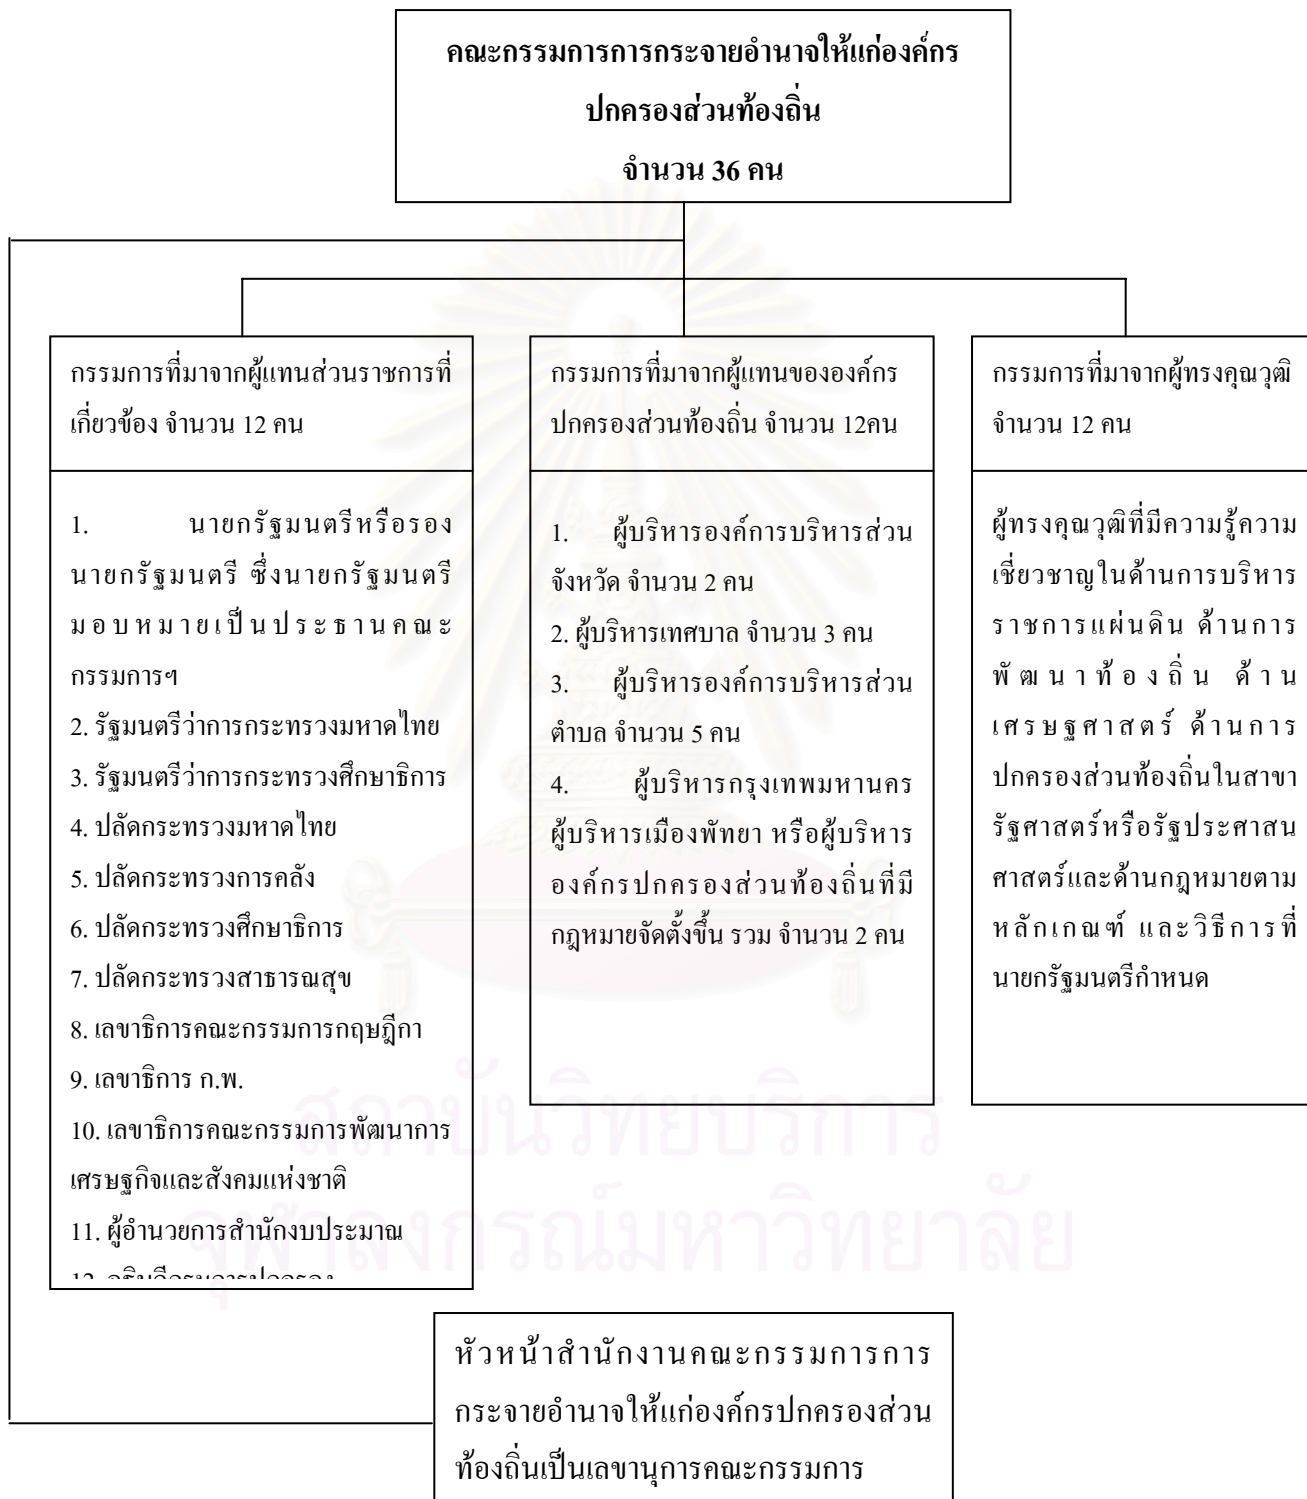 คณะกรรมการการกระจายอำนาจให้แก่องค์กร
ปกครองส่วนท้องถิ่น
จำนวน 36 คน
กรรมการที่มาจากผู้แทนส่วนราชการที่
เกี่ยวข้อง จำนวน 12 คน
1. นายกรัฐมนตรีหรือรอง
นายกรัฐมนตรี ซึ่งนายกรัฐมนตรี
มอบหมายเป็นประธานคณะ
กรรมการฯ
2. รัฐมนตรีว่าการกระทรวงมหาดไทย
3. รัฐมนตรีว่าการกระทรวงศึกษาธิการ
4. ปลัดกระทรวงมหาดไทย
5. ปลัดกระทรวงการคลัง
6. ปลัดกระทรวงศึกษาธิการ
7. ปลัดกระทรวงสาธารณสุข
8. เลขาธิการคณะกรรมการกฤษฎีกา
9. เลขาธิการ ก.พ.
10. เลขาธิการคณะกรรมการพัฒนาการ
เศรษฐกิจและสังคมแห่งชาติ
11. ผู้อำนวยการสำนักงบประมาณ
12. อธิบดีกรมการปกครอง
กรรมการที่มาจากผู้แทนขององค์กร
ปกครองส่วนท้องถิ่น จำนวน 12คน
1. ผู้บริหารองค์การบริหารส่วน
จังหวัด จำนวน 2 คน
2. ผู้บริหารเทศบาล จำนวน 3 คน
3. ผู้บริหารองค์การบริหารส่วน
ตำบล จำนวน 5 คน
4. ผู้บริหารกรุงเทพมหานคร
ผู้บริหารเมืองพัทยา หรือผู้บริหาร
องค์กรปกครองส่วนท้องถิ่นที่มี
กฎหมายจัดตั้งขึ้น รวม จำนวน 2 คน
กรรมการที่มาจากผู้ทรงคุณวุฒิ
จำนวน 12 คน
ผู้ทรงคุณวุฒิที่มีความรู้ความ
เชี่ยวชาญในด้านการบริหาร
ราชการแผ่นดิน ด้านการ
พัฒนาท้องถิ่น ด้าน
เศรษฐศาสตร์ ด้านการ
ปกครองส่วนท้องถิ่นในสาขา
รัฐศาสตร์หรือรัฐประศาสน
ศาสตร์และด้านกฎหมายตาม
หลักเกณฑ์ และวิธีการที่
นายกรัฐมนตรีกำหนด
สถาบันวิทยบริการ
จุฬาลงกรณ์มหาวิทยาลัย
หัวหน้าสำนักงานคณะกรรมการการ
กระจายอำนาจให้แก่องค์กรปกครองส่วน
ท้องถิ่นเป็นเลขานุการคณะกรรมการ